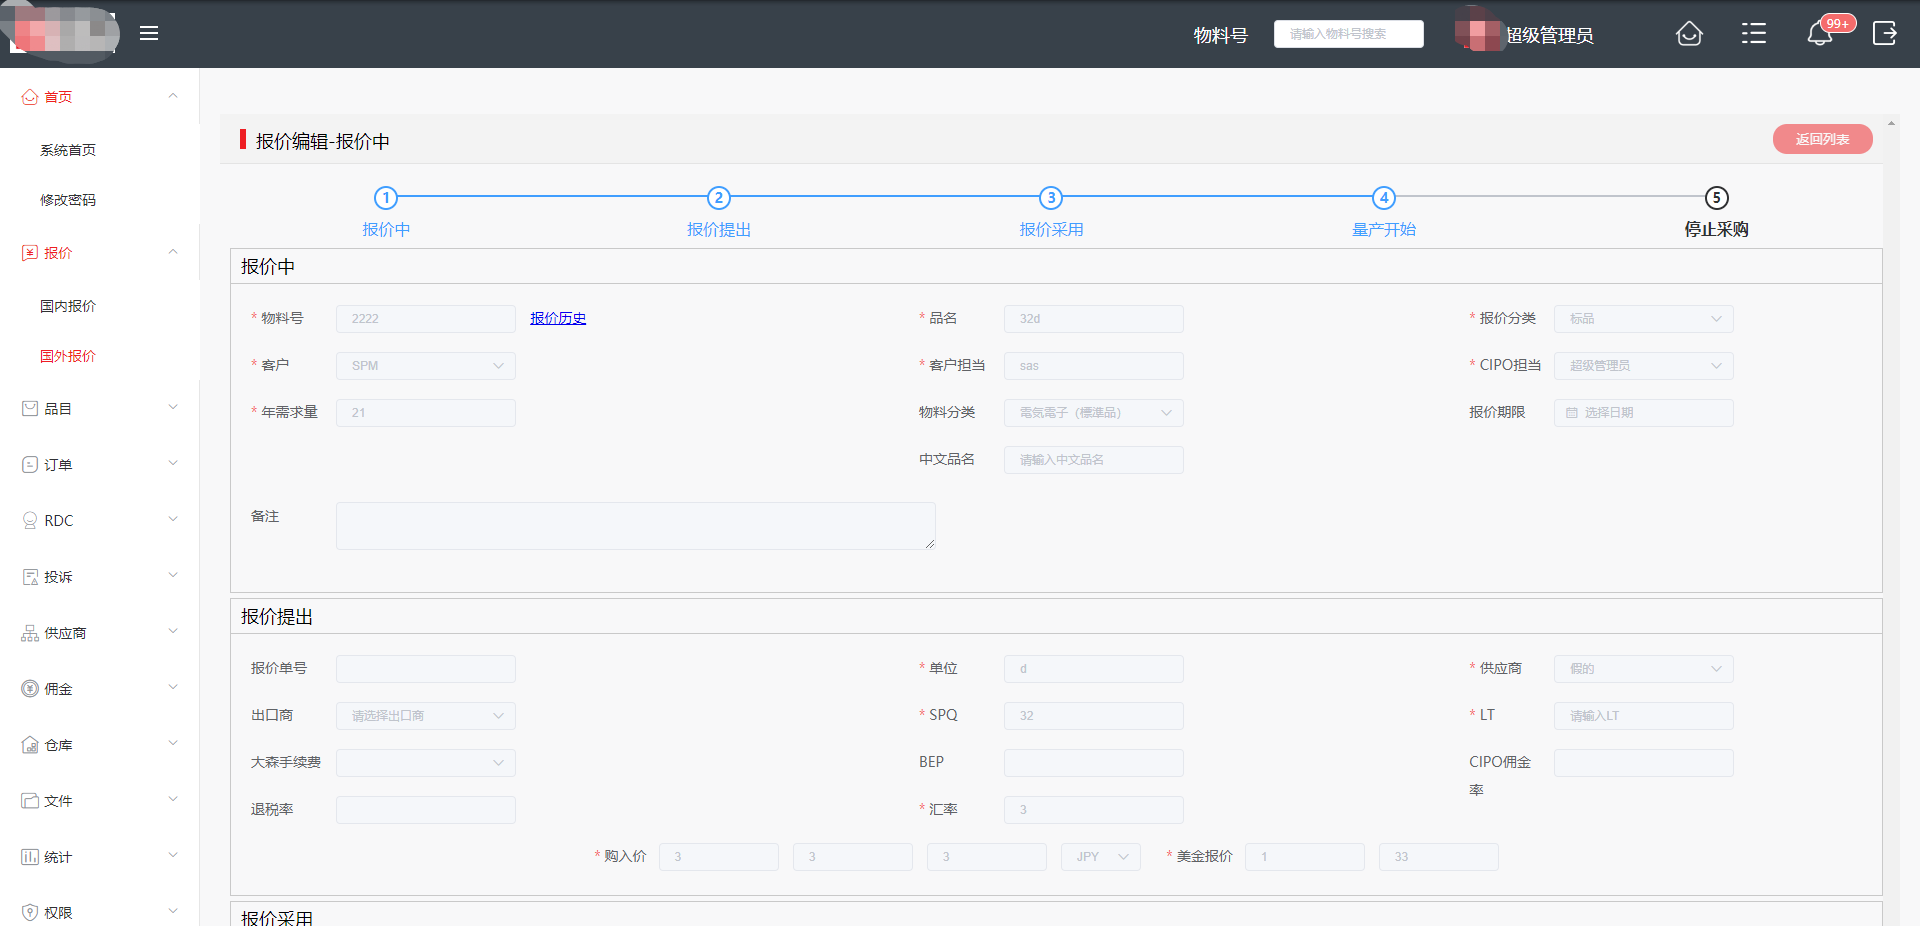 物料号 请输入物料号搜索 超级管理员 99+
首页
系统首页
修改密码
报价
国内报价
国外报价
品目
订单
RDC
投诉
供应商
佣金
仓库
文件
统计
权限
报价编辑-报价中 返回列表
1 2 3 4 5
报价中 报价提出 报价采用 量产开始 停止采购
报价中
* 物料号 2222 报价历史 * 品名 32d * 报价分类 标品
* 客户 SPM * 客户担当 sas * CIPO担当 超级管理员
* 年需求量 21 物料分类 電気電子（標準品） 报价期限 选择日期
中文品名 请输入中文品名
备注
报价提出
报价单号 * 单位 d * 供应商 假的
出口商 请选择出口商 * SPQ 32 * LT 请输入LT
大森手续费 BEP CIPO佣金
率
退税率 * 汇率 3
* 购入价 3 3 3 JPY * 美金报价 1 33
报价采用